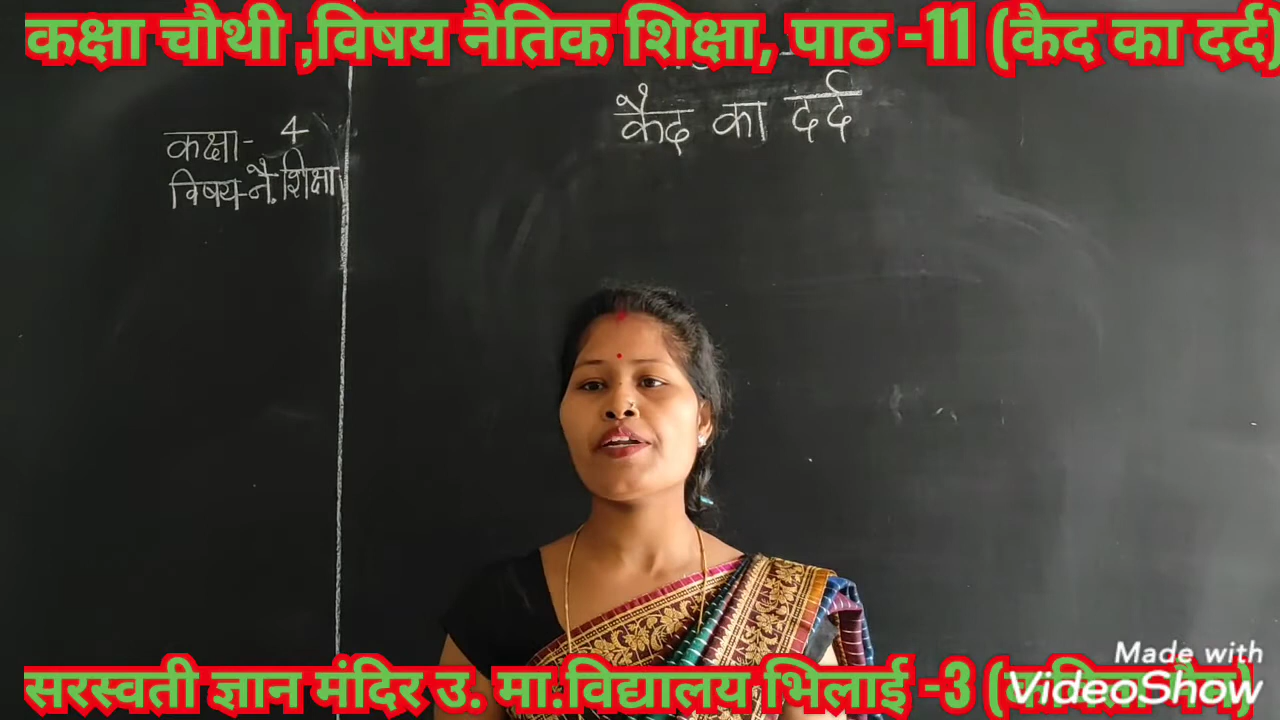 कक्षा चौथी ,विषय नैतिक शिक्षा, पाठ -11 (कैद का दर्द)
कैद का दर्द
कक्षा- 4
विषय-नै. शिक्षा
सरस्वती ज्ञान मंदिर उ. मा.विद्यालय भिलाई -3
Made with
VideoShow